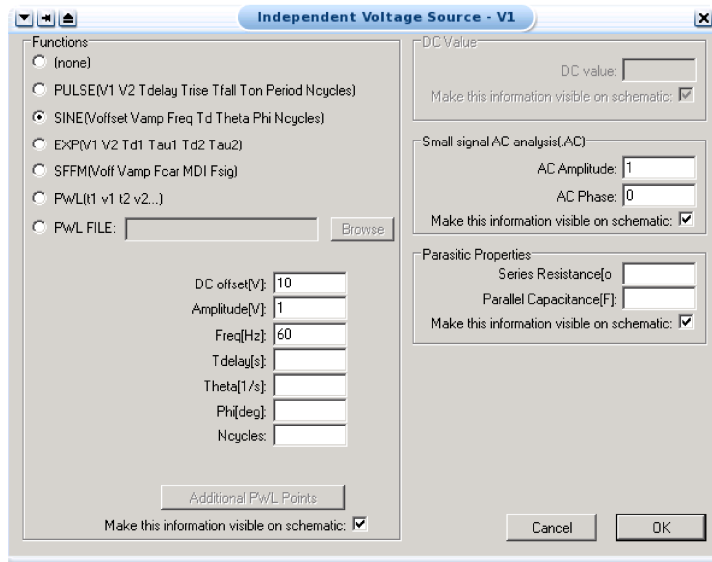 Independent Voltage Source - V1
Functions
(none)
PULSE(V1 V2 Tdelay Trise Tfall Ton Period Ncycles)
SINE(Voffset Vamp Freq Td Theta Phi Ncycles)
EXP(V1 V2 Td1 Tau1 Td2 Tau2)
SFFM(Voff Vamp Fcar MDI Fsig)
PWL(t1 v1 t2 v2...)
PWL FILE: Browse
DC offset[V]: 10
Amplitude[V]: 1
Freq[Hz]: 60
Tdelay[s]:
Theta[1/s]:
Phi[deg]:
Ncycles:
Additional PWL Points
Make this information visible on schematic:
DC Value
DC value:
Make this information visible on schematic:
Small signal AC analysis(.AC)
AC Amplitude: 1
AC Phase: 0
Make this information visible on schematic:
Parasitic Properties
Series Resistance[o
Parallel Capacitance[F]:
Make this information visible on schematic:
Cancel OK